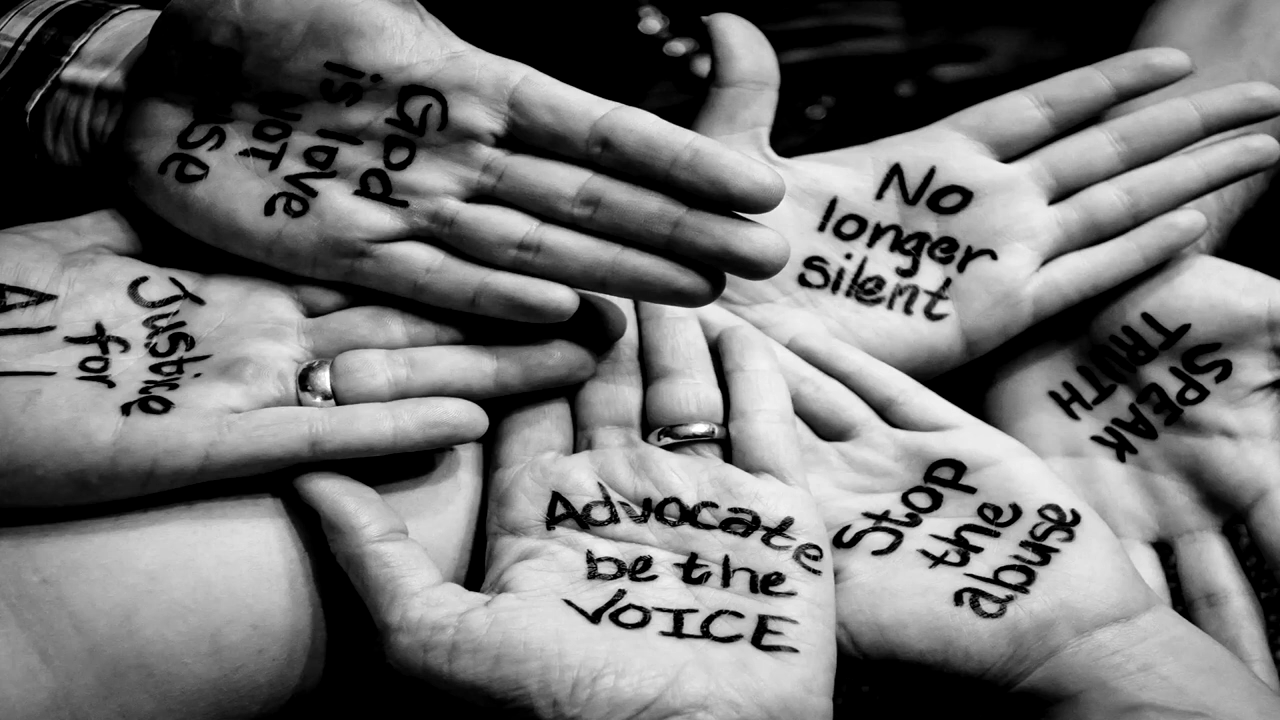 God
is love
NOT
use
No
longer
silent
Justice
for
All
SPEAK
TRUTH
Advocate
be the
VOICE
Stop
the
abuse